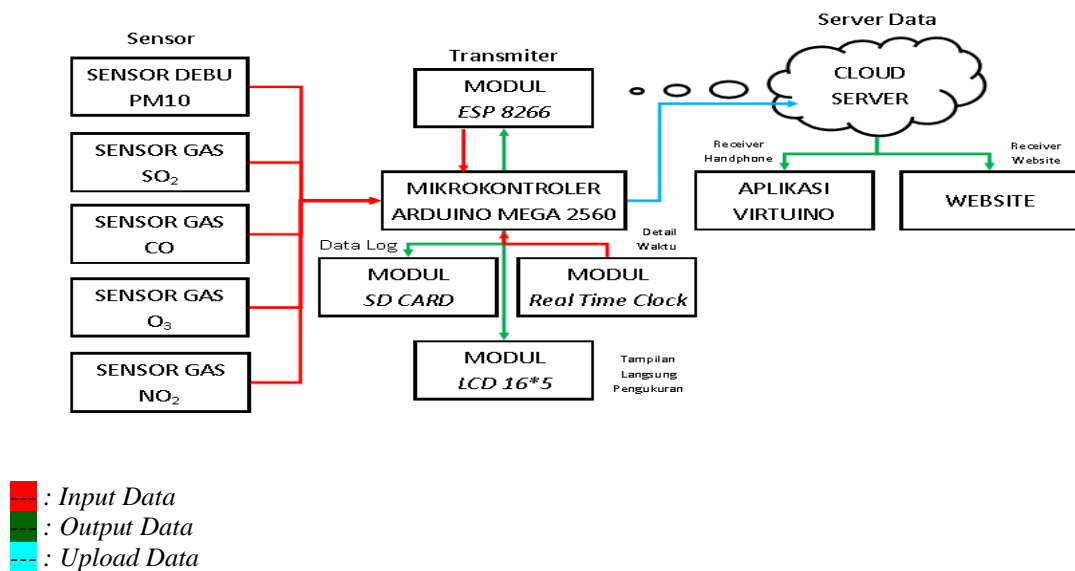 Sensor
SENSOR DEBU
PM10
SENSOR GAS
SO₂
SENSOR GAS
CO
SENSOR GAS
O₃
SENSOR GAS
NO₂
Transmiter
MODUL
ESP 8266
MIKROKONTROLER
ARDUINO MEGA 2560
Data Log
MODUL
SD CARD
Detail
Waktu
MODUL
Real Time Clock
MODUL
LCD 16*5
Tampilan
Langsung
Pengukuran
Server Data
CLOUD
SERVER
Receiver
Handphone
APLIKASI
VIRTUINO
Receiver
Website
WEBSITE
--- : Input Data
--- : Output Data
--- : Upload Data